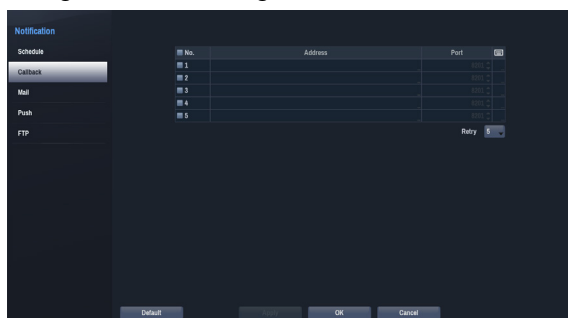 Notification
Schedule
Callback
Mail
Push
FTP
No. Address Port
1
2
3
4
5
Retry 5
Default OK Cancel